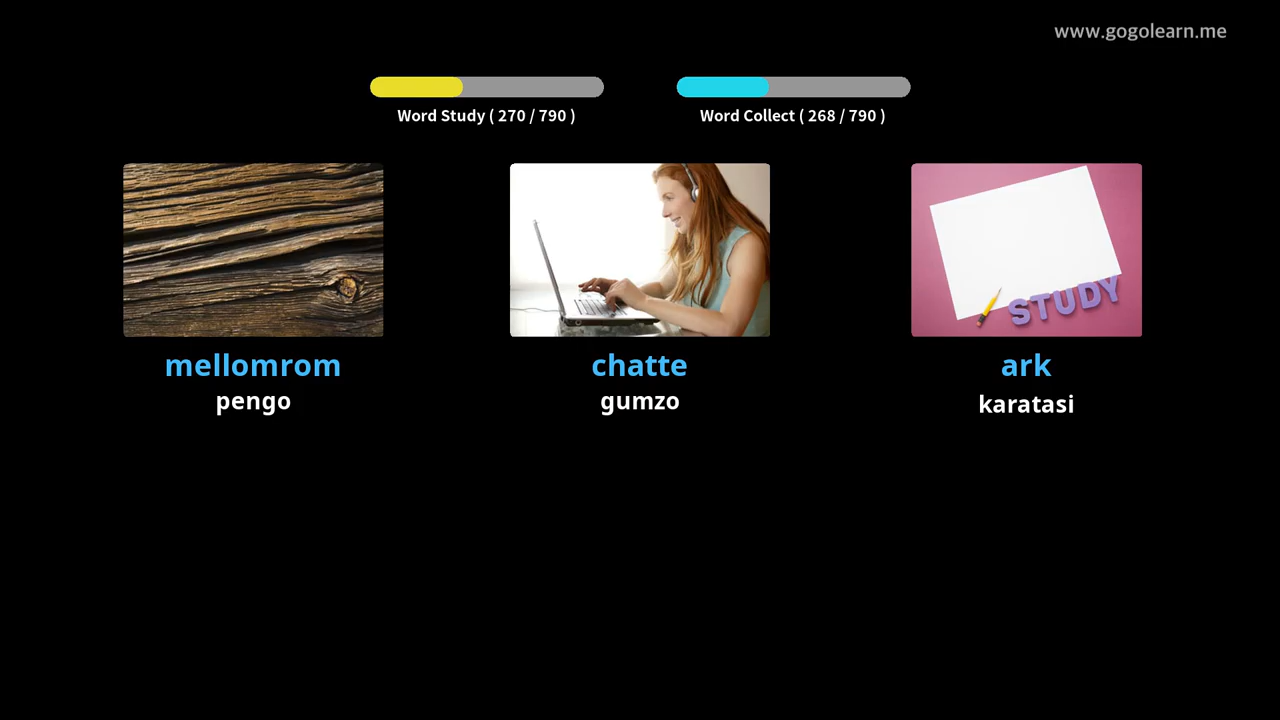 www.gogolearn.me
Word Study ( 270 / 790 )
Word Collect ( 268 / 790 )
STUDY
mellomrom
chatte
ark
pengo
gumzo
karatasi